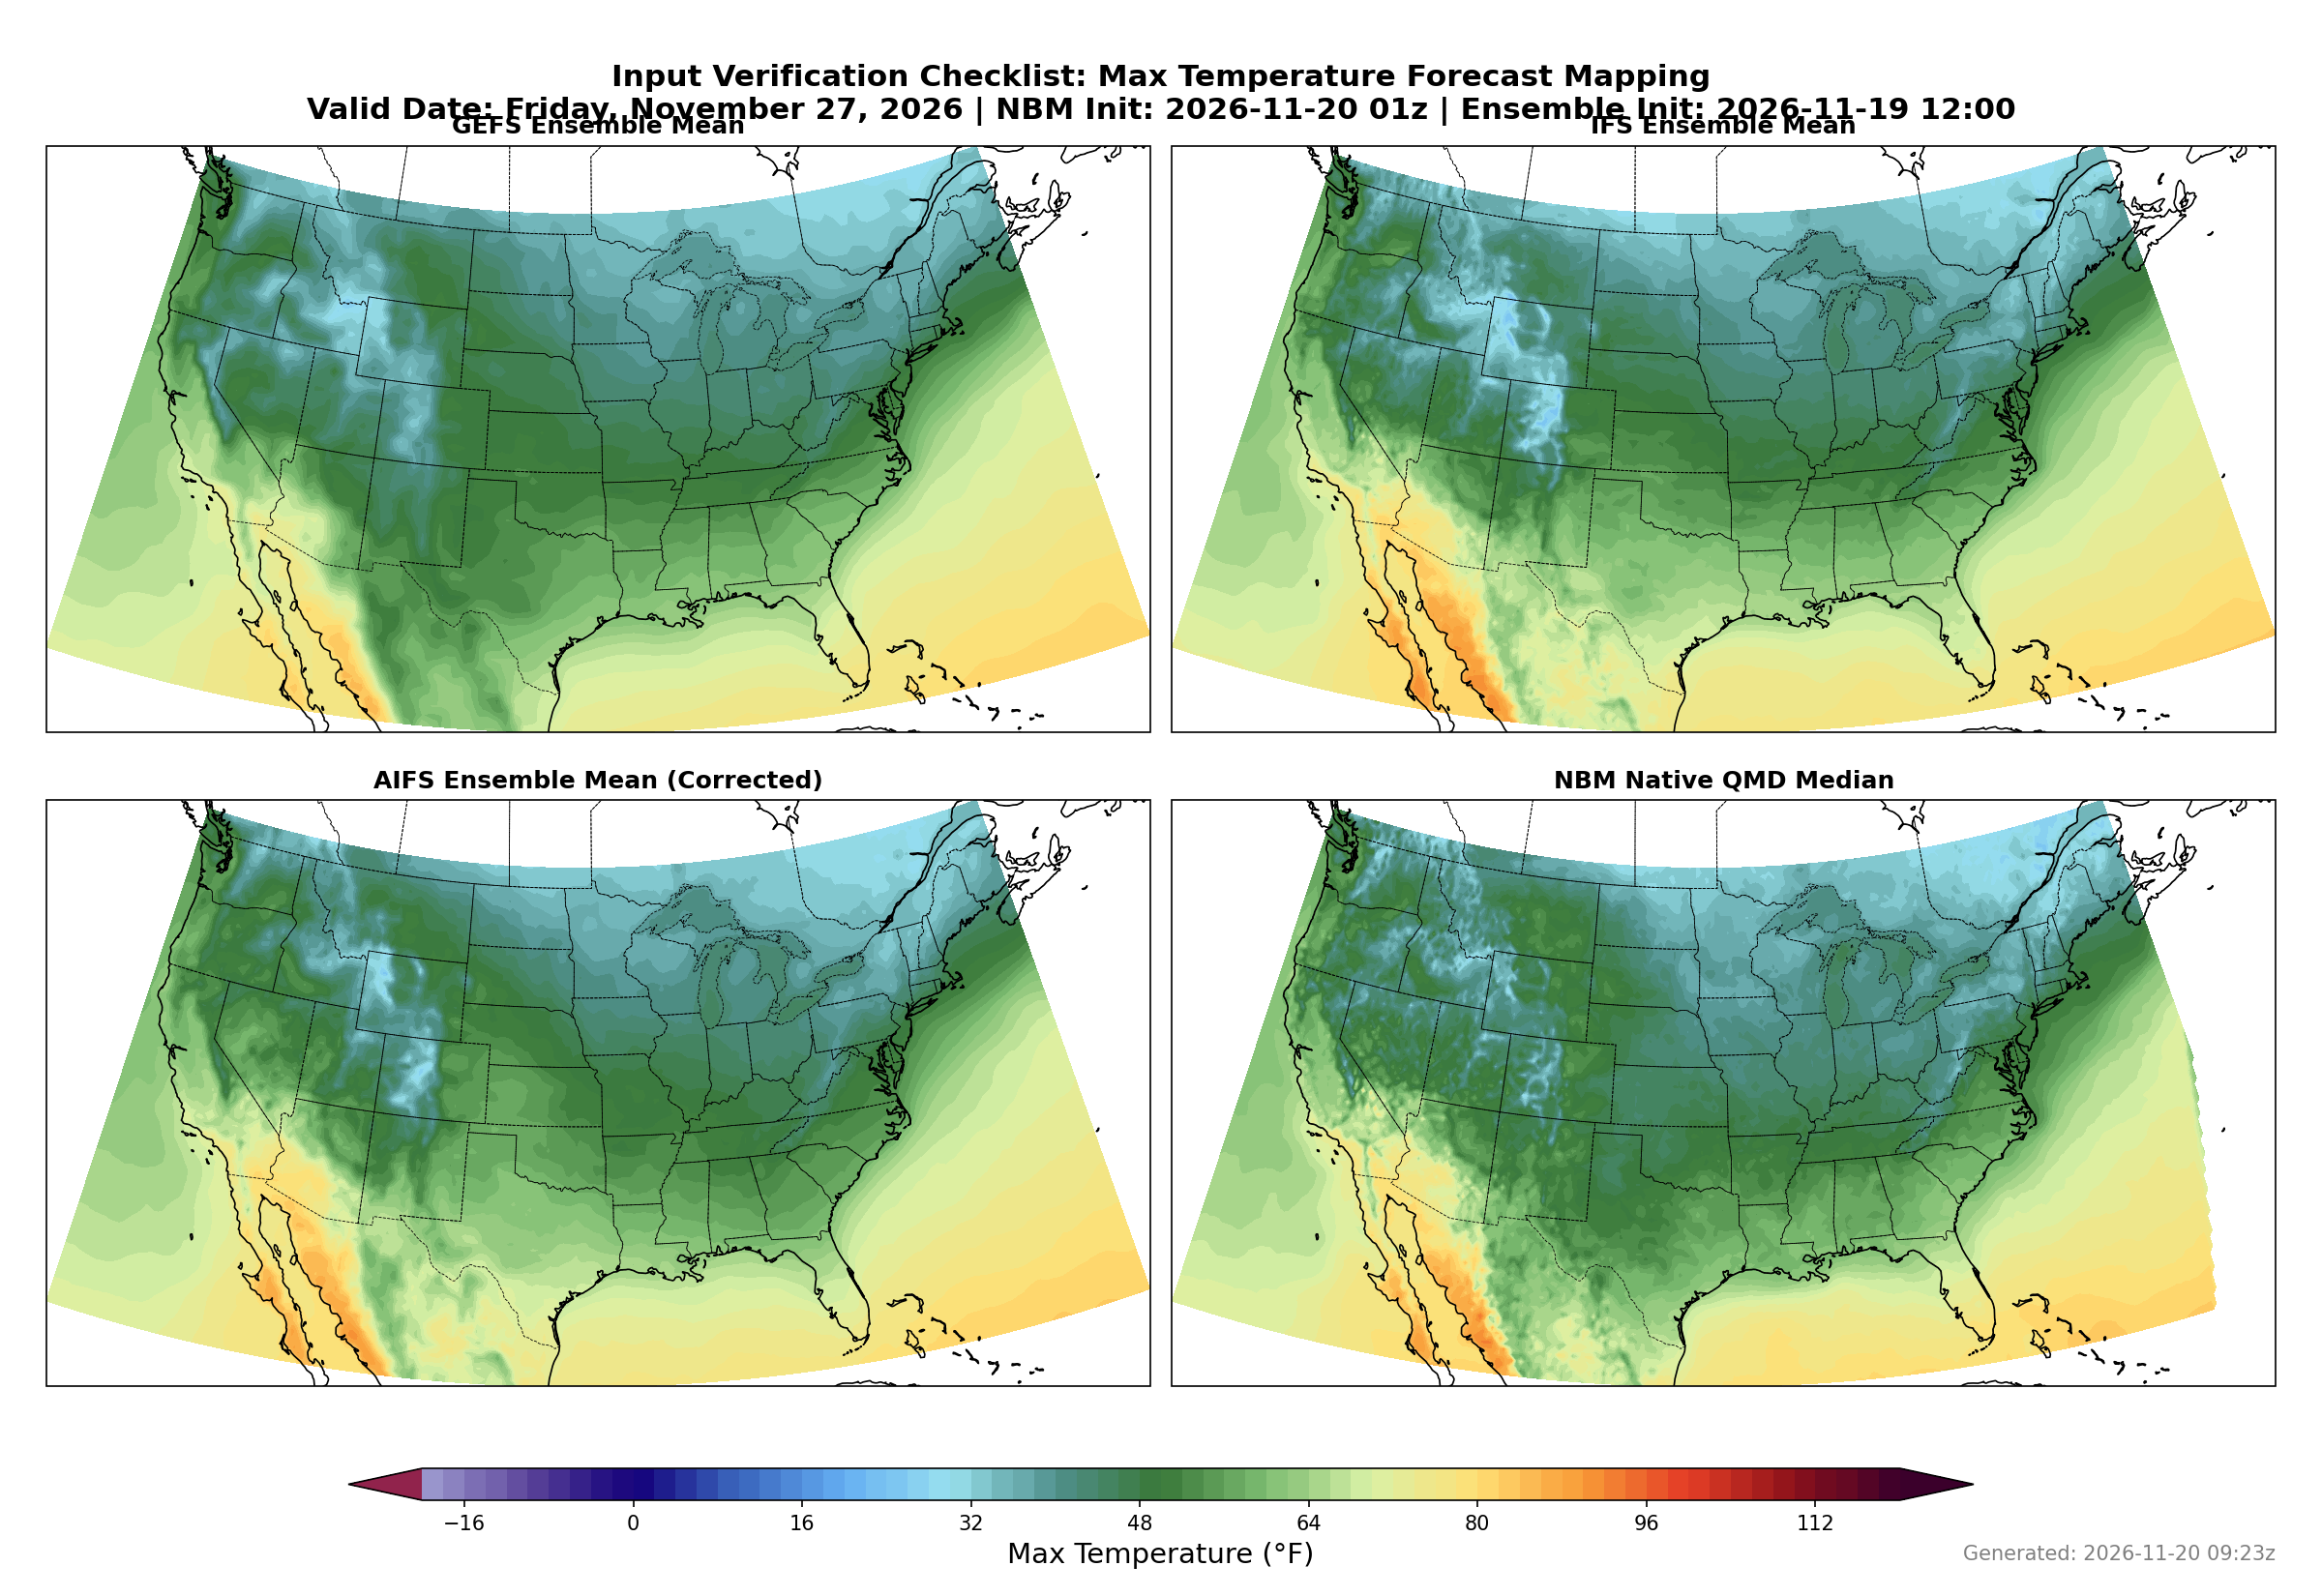 Input Verification Checklist: Max Temperature Forecast Mapping
Valid Date: Friday, November 27, 2026 | NBM Init: 2026-11-20 01z | Ensemble Init: 2026-11-19 12:00
GEFS Ensemble Mean
IFS Ensemble Mean
AIFS Ensemble Mean (Corrected)
NBM Native QMD Median
−16 0 16 32 48 64 80 96 112
Max Temperature (°F)
Generated: 2026-11-20 09:23z